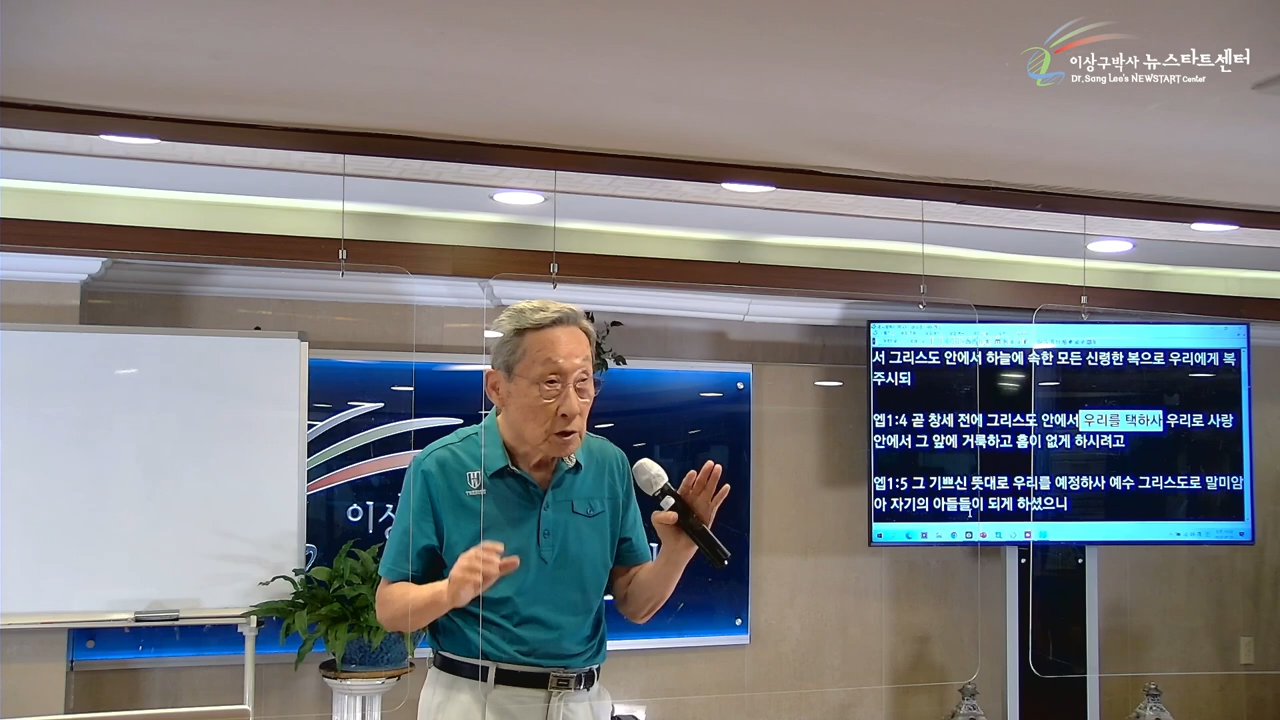 이상구박사 뉴스타트센터
Dr. Sang Lee's NEWSTART Center
서 그리스도 안에서 하늘에 속한 모든 신령한 복으로 우리에게 복
주시되
엡1:4 곧 창세 전에 그리스도 안에서 우리를 택하사 우리로 사랑
안에서 그 앞에 거룩하고 흠이 없게 하시려고
엡1:5 그 기쁘신 뜻대로 우리를 예정하사 예수 그리스도로 말미암
아 자기의 아들들이 되게 하셨으니
이상